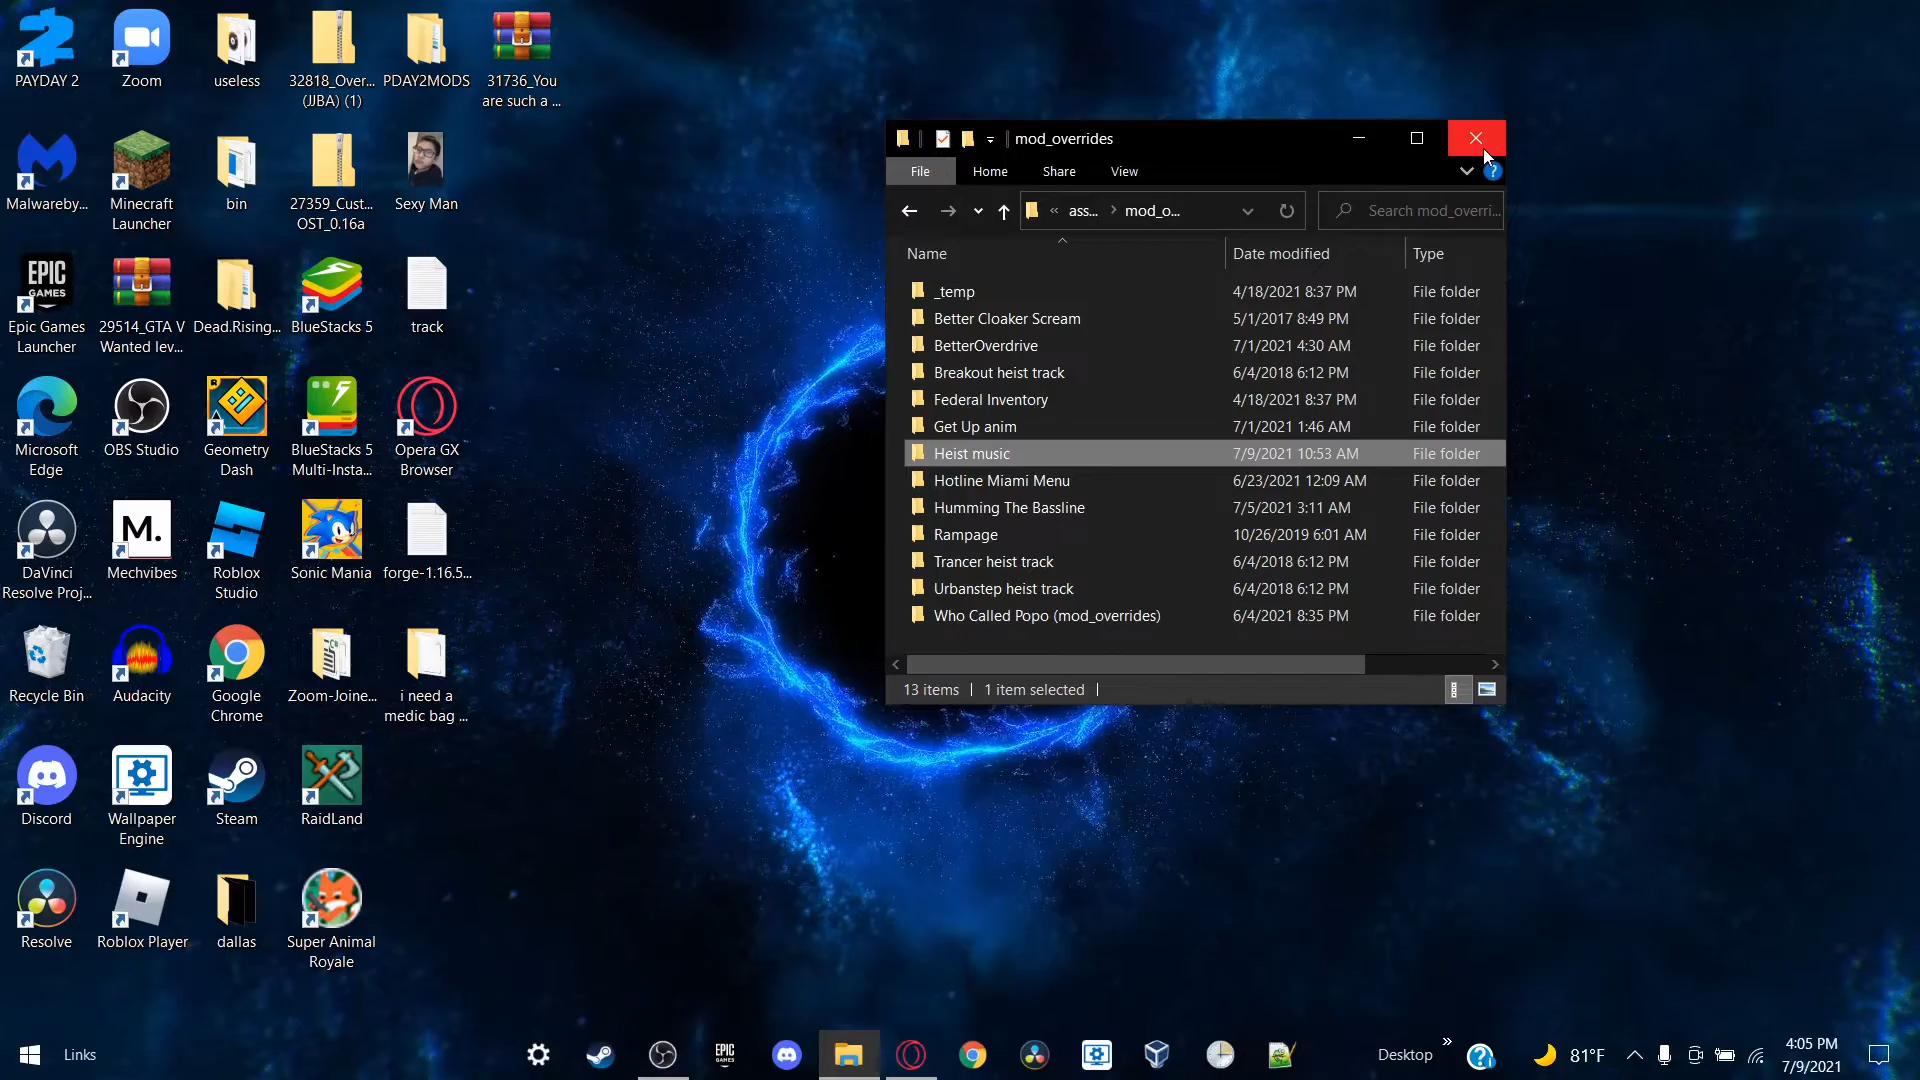 PAYDAY 2
Zoom
useless
32818_Over...
(JJBA) (1)
PDAY2MODS
31736_You
are such a ...
Malwareby...
Minecraft
Launcher
bin
27359_Cust...
OST_0.16a
Sexy Man
EPIC
GAMES
Epic Games
Launcher
29514_GTA V
Wanted lev...
Dead.Rising...
BlueStacks 5
track
Microsoft
Edge
OBS Studio
Geometry
Dash
BlueStacks 5
Multi-Insta...
Opera GX
Browser
M.
DaVinci
Resolve Proj...
Mechvibes
Roblox
Studio
Sonic Mania
forge-1.16.5...
Recycle Bin
Audacity
Google
Chrome
Zoom-Joine...
i need a
medic bag ...
Discord
Wallpaper
Engine
Steam
RaidLand
Resolve
Roblox Player
dallas
Super Animal
Royale
mod_overrides
File Home Share View
« ass... > mod_o...
Search mod_overri...
Name Date modified Type
_temp 4/18/2021 8:37 PM File folder
Better Cloaker Scream 5/1/2017 8:49 PM File folder
BetterOverdrive 7/1/2021 4:30 AM File folder
Breakout heist track 6/4/2018 6:12 PM File folder
Federal Inventory 4/18/2021 8:37 PM File folder
Get Up anim 7/1/2021 1:46 AM File folder
Heist music 7/9/2021 10:53 AM File folder
Hotline Miami Menu 6/23/2021 12:09 AM File folder
Humming The Bassline 7/5/2021 3:11 AM File folder
Rampage 10/26/2019 6:01 AM File folder
Trancer heist track 6/4/2018 6:12 PM File folder
Urbanstep heist track 6/4/2018 6:12 PM File folder
Who Called Popo (mod_overrides) 6/4/2021 8:35 PM File folder
13 items 1 item selected
Links
EPIC
GAMES
Desktop »
81°F
4:05 PM
7/9/2021